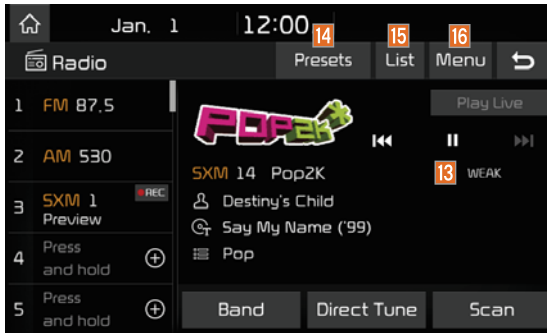 Jan. 1 12:00
14 15 16
Radio Presets List Menu
1 FM 87.5
2 AM 530
3 SXM 1 REC
Preview
4 Press
and hold
5 Press
and hold
POP2k*
Play Live
SXM 14 Pop2K
13 WEAK
Destiny's Child
Say My Name ('99)
Pop
Band Direct Tune Scan